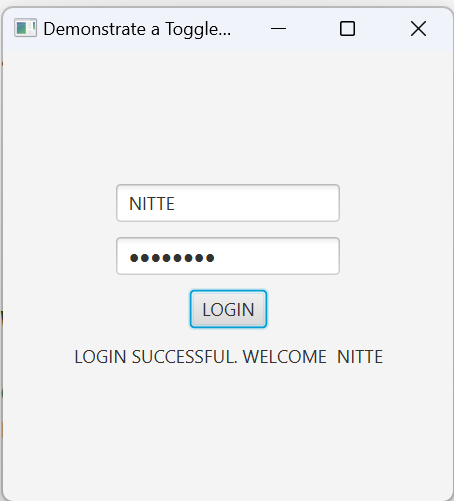 Demonstrate a Toggle...
NITTE
●●●●●●●●
LOGIN
LOGIN SUCCESSFUL. WELCOME  NITTE